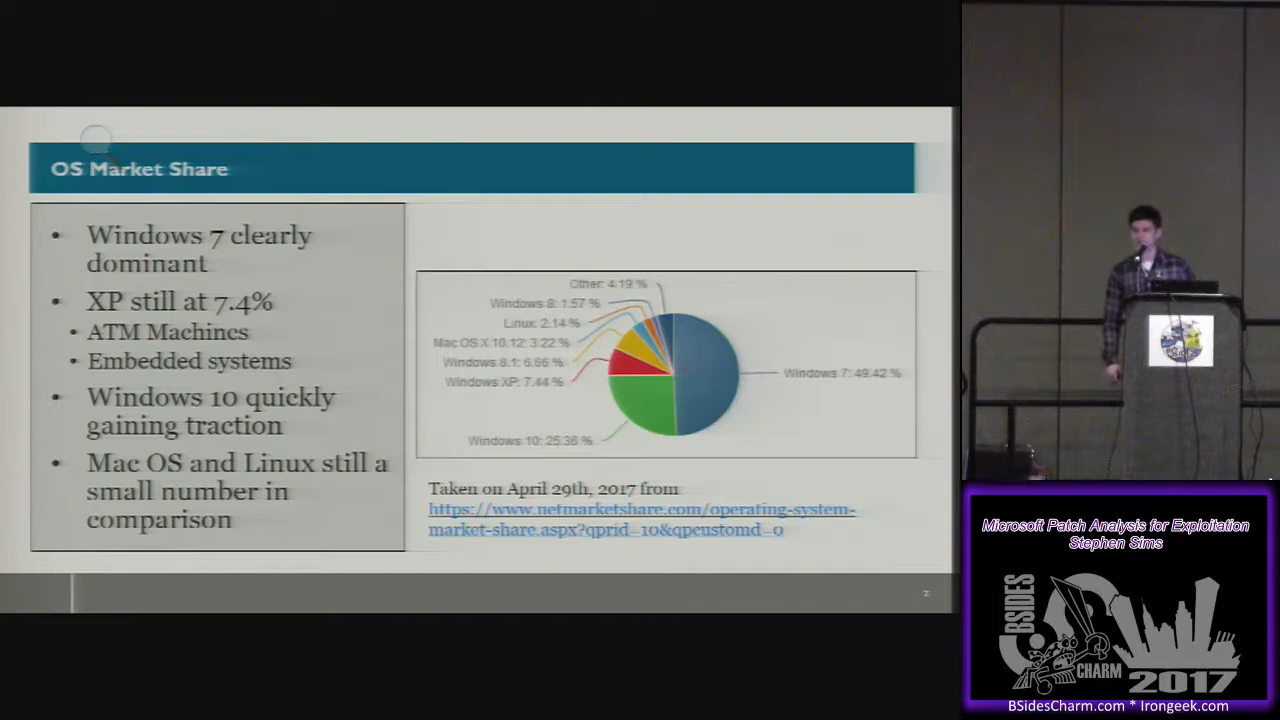 OS Market Share
• Windows 7 clearly
dominant
• XP still at 7.4%
• ATM Machines
• Embedded systems
• Windows 10 quickly
gaining traction
• Mac OS and Linux still a
small number in
comparison
Other: 4.19 %
Windows 8: 1.57 %
Linux: 2.14 %
Mac OS X 10.12: 3.22 %
Windows 8.1: 6.66 %
Windows XP: 7.44 %
Windows 10: 25.36 %
Windows 7: 49.42 %
Taken on April 29th, 2017 from
https://www.netmarketshare.com/operating-system-
market-share.aspx?qprid=10&qpcustomd=0
2
Microsoft Patch Analysis for Exploitation
Stephen Sims
BSIDES
CHARM
2017
BSidesCharm.com * Irongeek.com